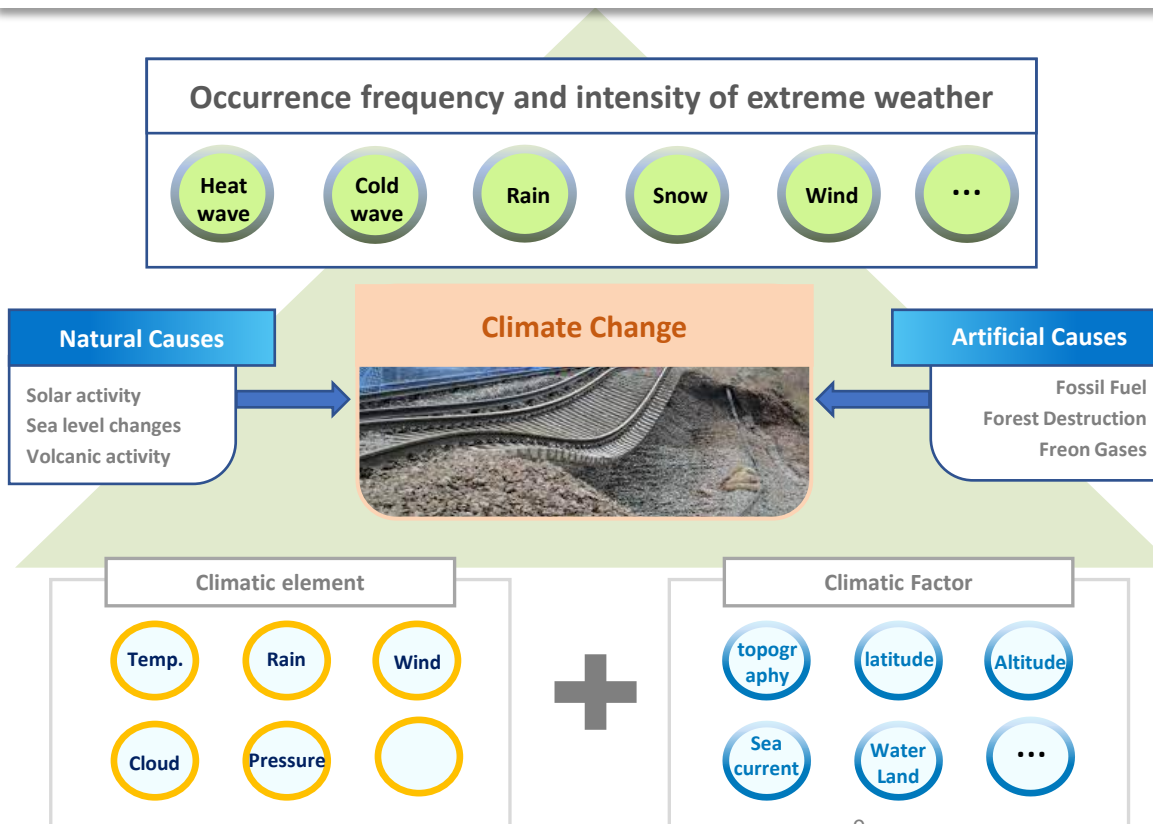 Occurrence frequency and intensity of extreme weather
Heat
wave
Cold
wave
Rain
Snow
Wind
...
Natural Causes
Solar activity
Sea level changes
Volcanic activity
Climate Change
Artificial Causes
Fossil Fuel
Forest Destruction
Freon Gases
Climatic element
Temp.
Rain
Wind
Cloud
Pressure
Climatic Factor
topogr
aphy
latitude
Altitude
Sea
current
Water
Land
...